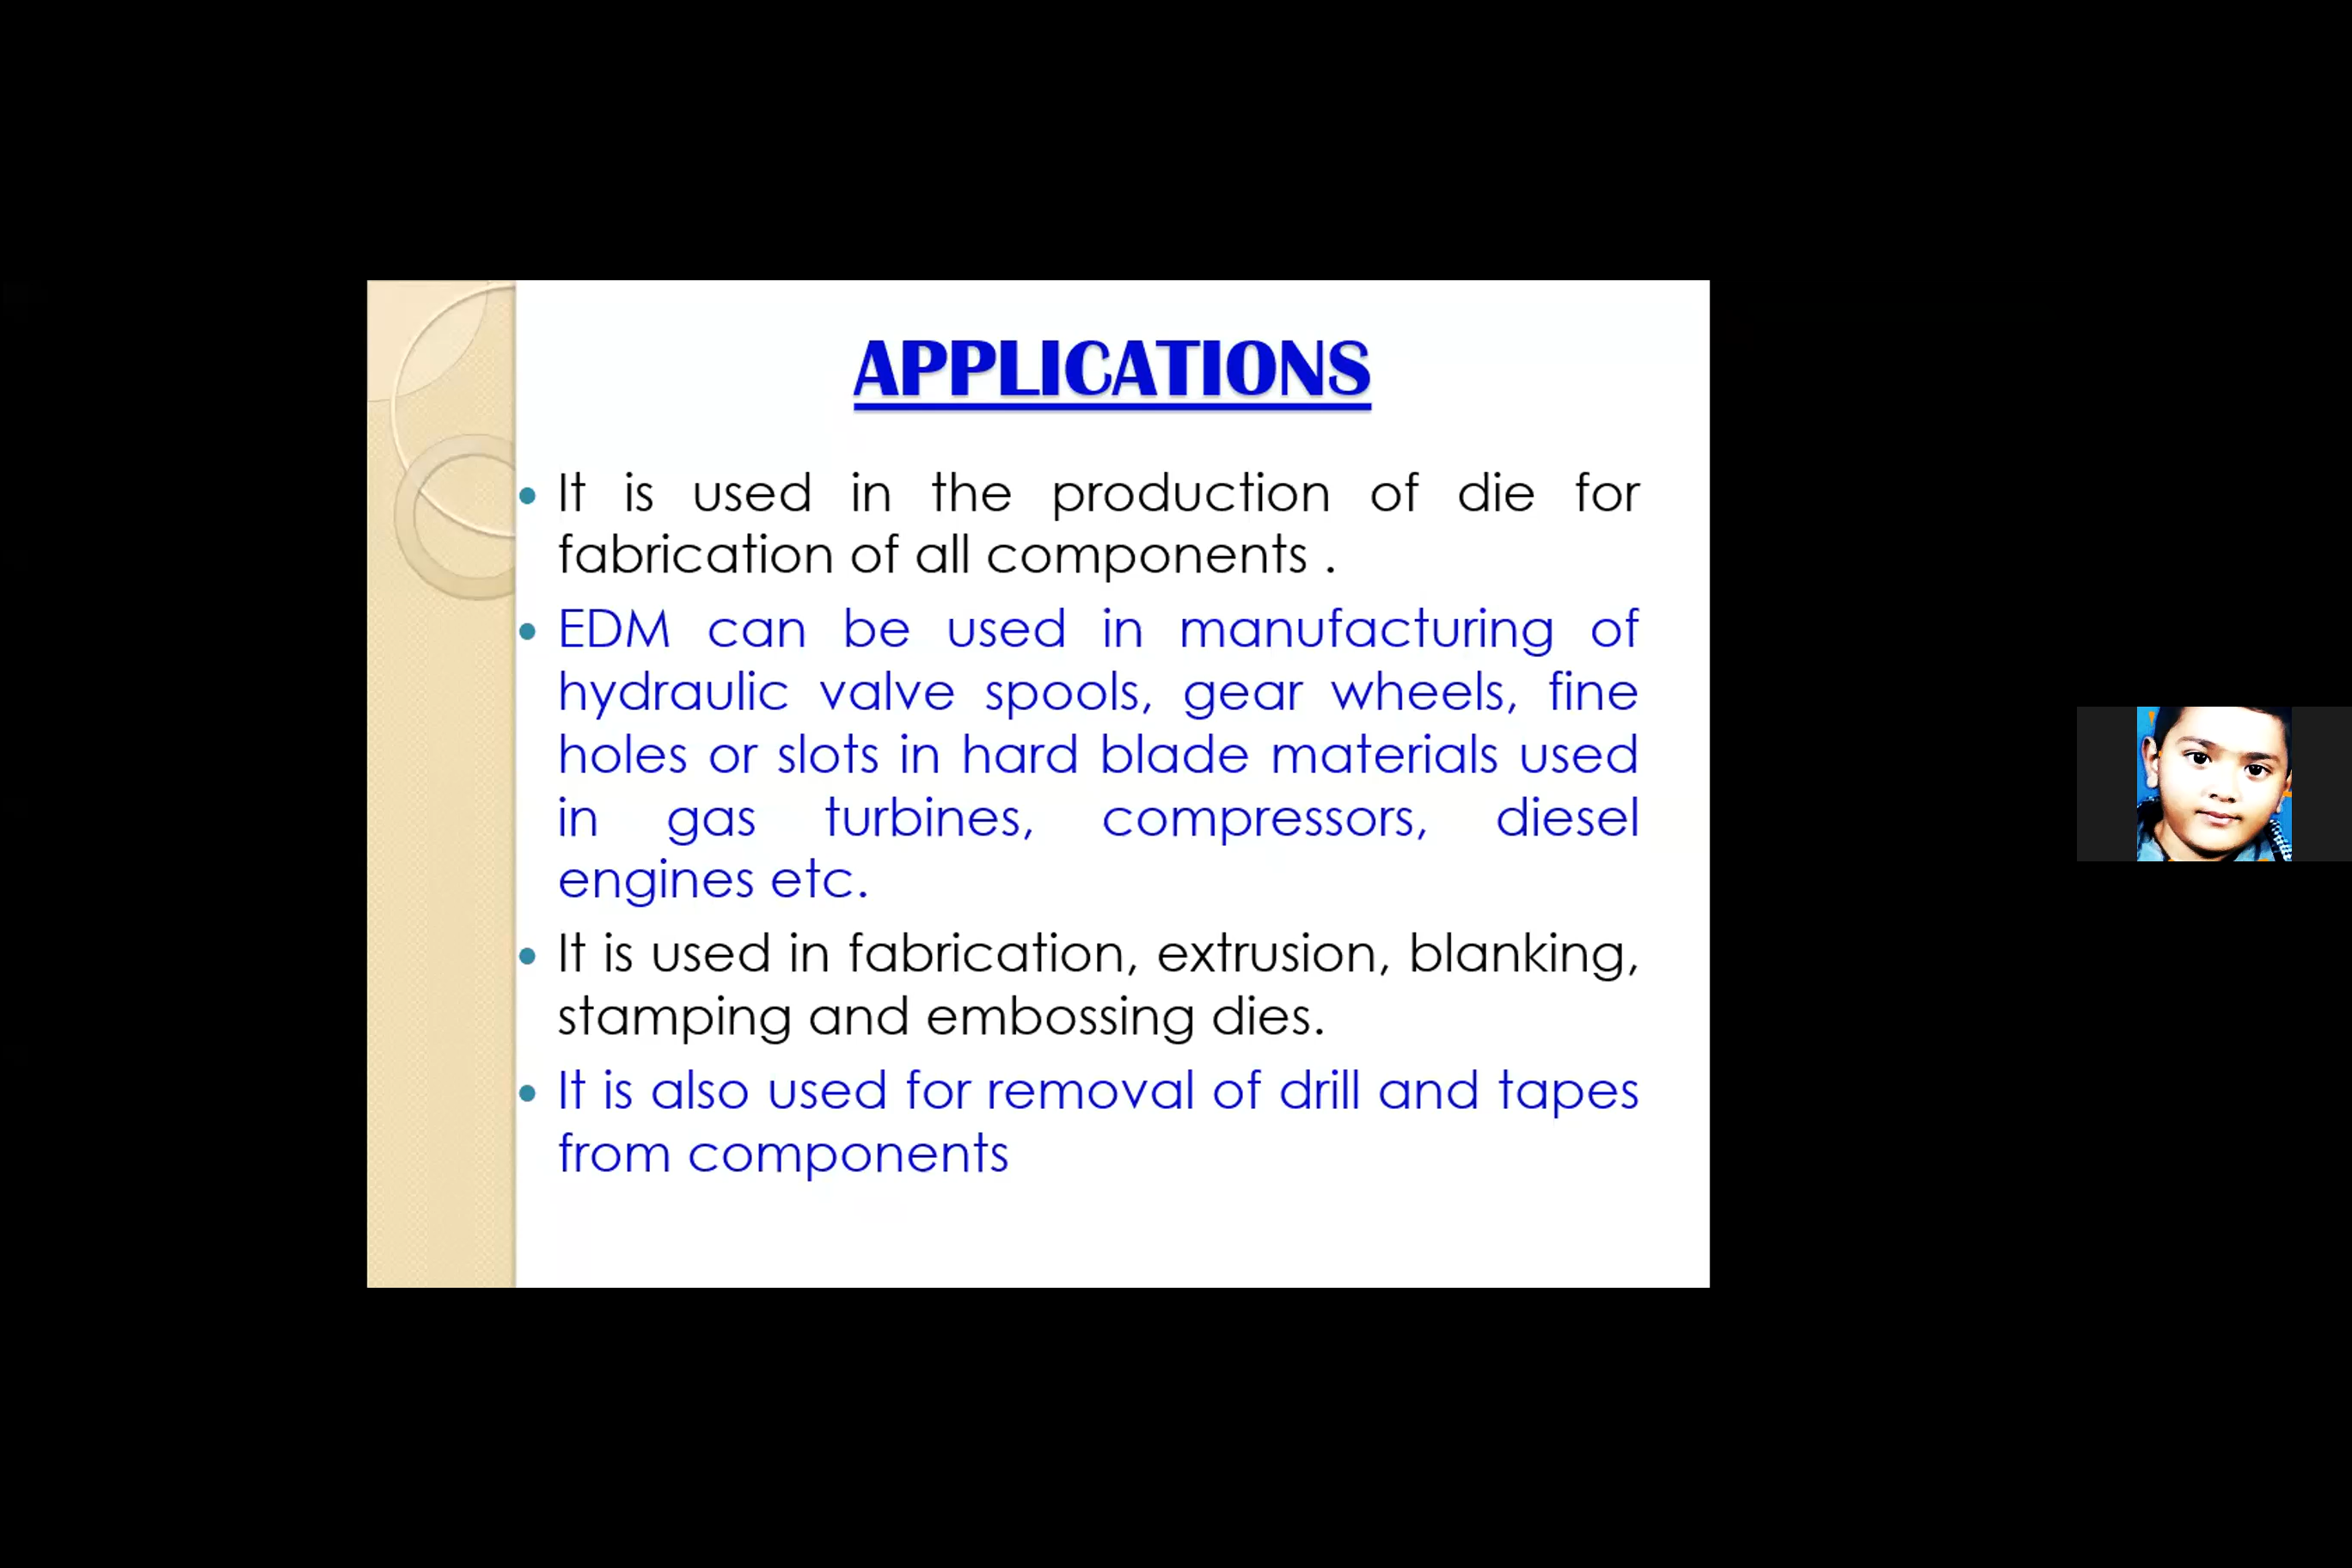 APPLICATIONS
It is used in the production of die for
fabrication of all components .
EDM can be used in manufacturing of
hydraulic valve spools, gear wheels, fine
holes or slots in hard blade materials used
in gas turbines, compressors, diesel
engines etc.
It is used in fabrication, extrusion, blanking,
stamping and embossing dies.
It is also used for removal of drill and tapes
from components